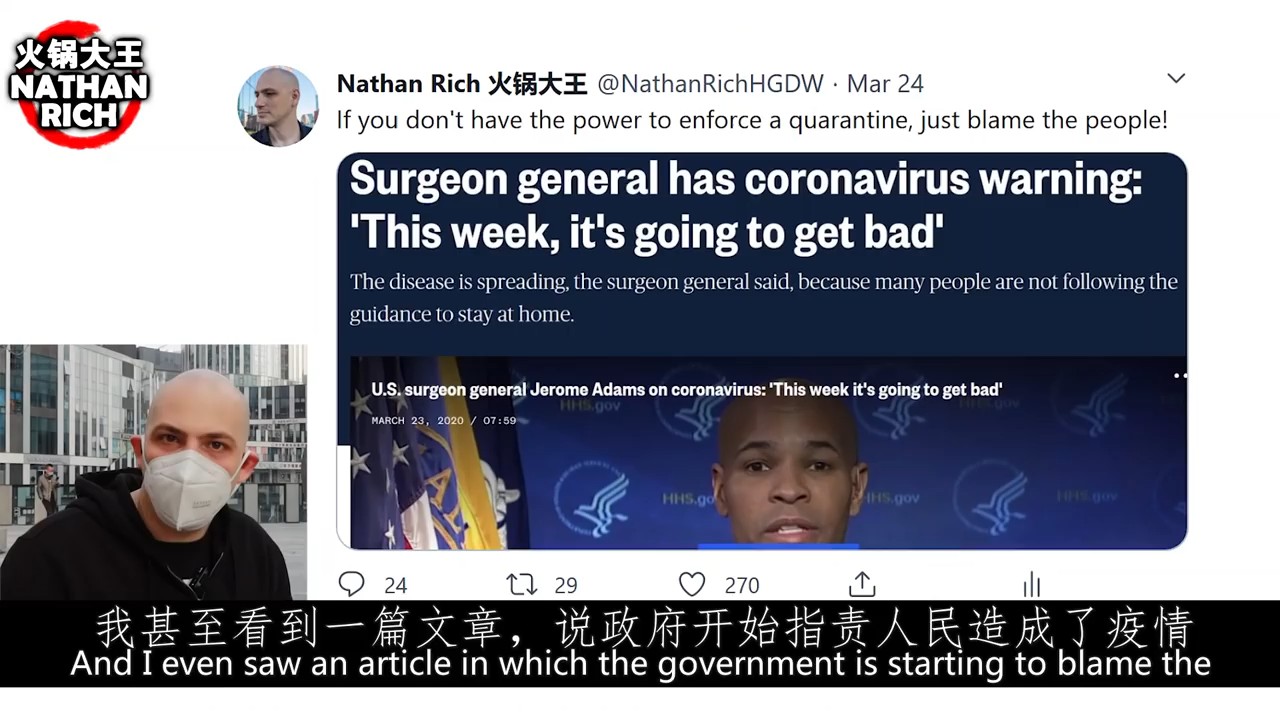 火锅大王
NATHAN
RICH
Nathan Rich 火锅大王 @NathanRichHGDW · Mar 24
If you don't have the power to enforce a quarantine, just blame the people!
Surgeon general has coronavirus warning:
'This week, it's going to get bad'
The disease is spreading, the surgeon general said, because many people are not following the
guidance to stay at home.
U.S. surgeon general Jerome Adams on coronavirus: 'This week it's going to get bad'
MARCH 23, 2020 / 07:59
HHS.gov
HHS.gov
HHS.go
HHS.gov
HHS.gov
24 29 270
我甚至看到一篇文章，说政府开始指责人民造成了疫情
And I even saw an article in which the government is starting to blame the